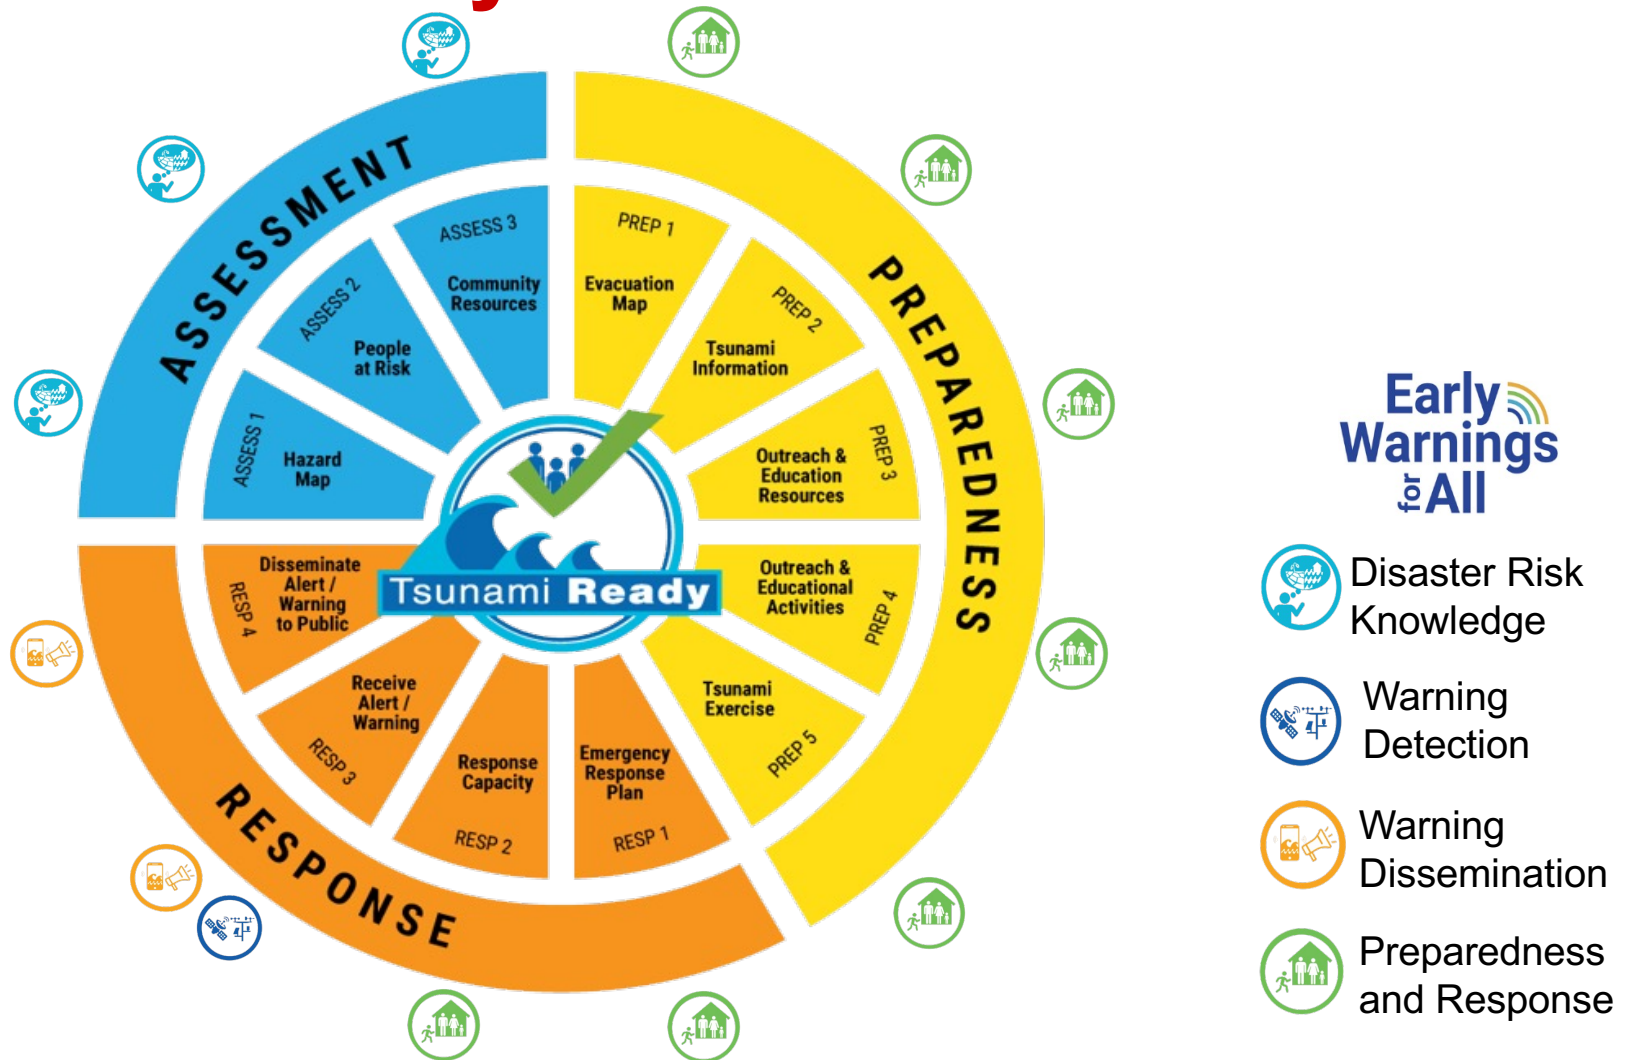 ASSESSMENT
ASSESS 1
Hazard
Map
ASSESS 2
People
at Risk
ASSESS 3
Community
Resources
PREPAREDNESS
PREP 1
Evacuation
Map
PREP 2
Tsunami
Information
PREP 3
Outreach &
Education
Resources
PREP 4
Outreach &
Educational
Activities
PREP 5
Tsunami
Exercise
RESPONSE
RESP 1
Emergency
Response
Plan
RESP 2
Response
Capacity
RESP 3
Receive
Alert /
Warning
RESP 4
Disseminate
Alert /
Warning
to Public
Tsunami Ready
Early
Warnings
for All
Disaster Risk
Knowledge
Warning
Detection
Warning
Dissemination
Preparedness
and Response